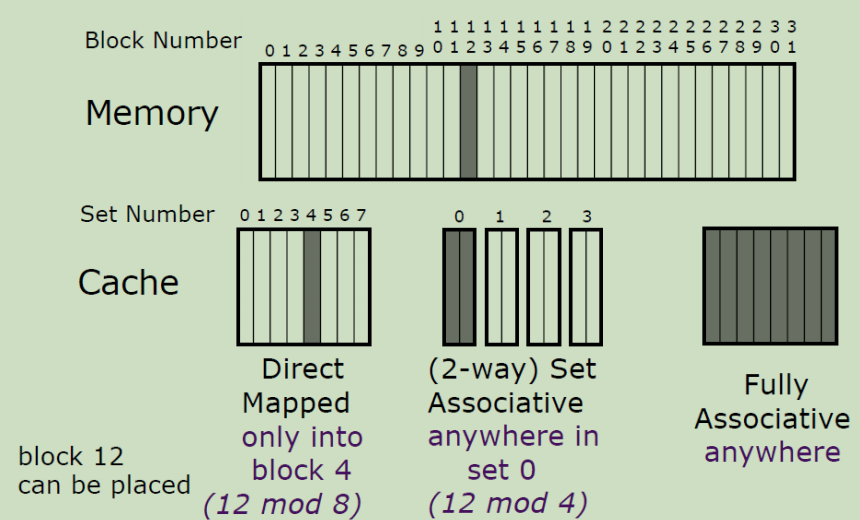 Block Number 0 1 2 3 4 5 6 7 8 9 10 11 12 13 14 15 16 17 18 19 20 21 22 23 24 25 26 27 28 29 30 31
Memory
Set Number 0 1 2 3 4 5 6 7 0 1 2 3
Cache
Direct
Mapped
only into
block 4
(12 mod 8)
(2-way) Set
Associative
anywhere in
set 0
(12 mod 4)
Fully
Associative
anywhere
block 12
can be placed